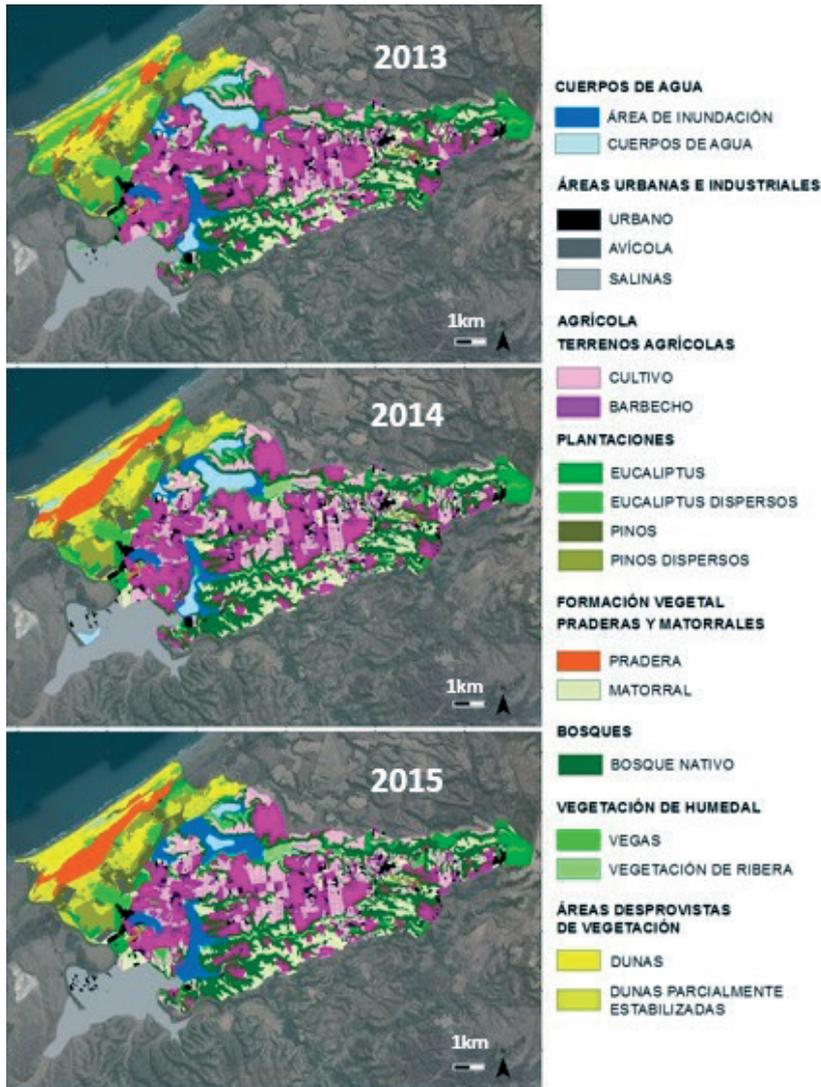 2013
1km
2014
1km
2015
1km
CUERPOS DE AGUA
ÁREA DE INUNDACIÓN
CUERPOS DE AGUA
ÁREAS URBANAS E INDUSTRIALES
URBANO
AVÍCOLA
SALINAS
AGRÍCOLA
TERRENOS AGRÍCOLAS
CULTIVO
BARBECHO
PLANTACIONES
EUCALIPTUS
EUCALIPTUS DISPERSOS
PINOS
PINOS DISPERSOS
FORMACIÓN VEGETAL
PRADERAS Y MATORRALES
PRADERA
MATORRAL
BOSQUES
BOSQUE NATIVO
VEGETACIÓN DE HUMEDAL
VEGAS
VEGETACIÓN DE RIBERA
ÁREAS DESPROVISTAS
DE VEGETACIÓN
DUNAS
DUNAS PARCIALMENTE
ESTABILIZADAS